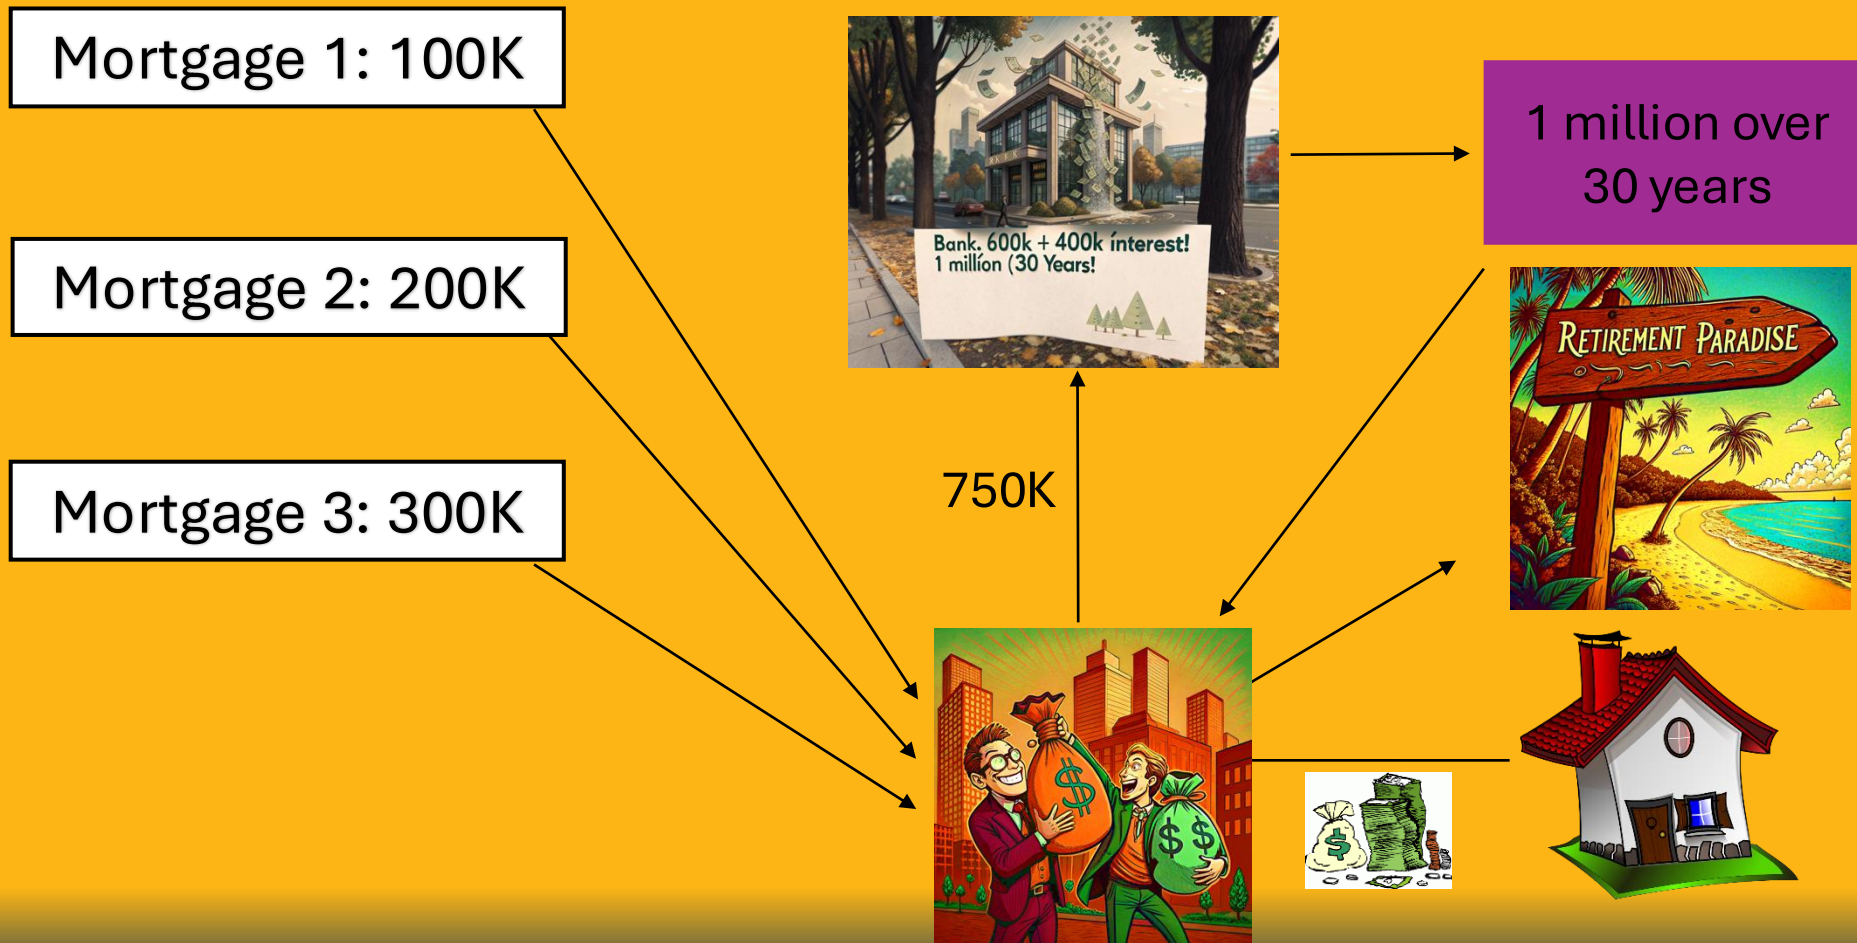 Mortgage 1: 100K
Mortgage 2: 200K
Mortgage 3: 300K
Bank. 600k + 400k interest!
1 million (30 Years!
750K
1 million over
30 years
RETIREMENT PARADISE
$
$ $
$